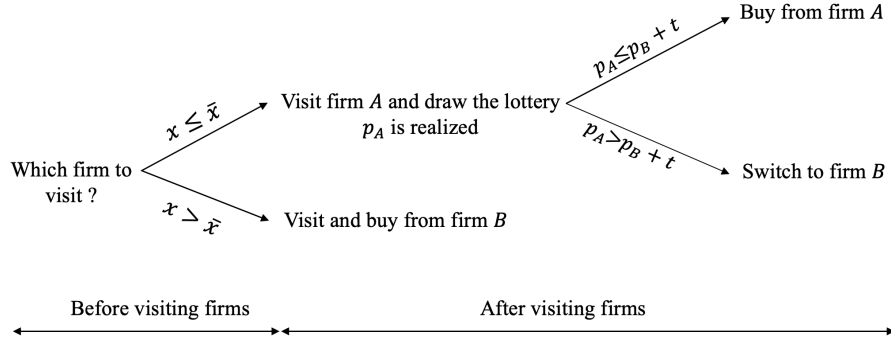 Buy from firm A
p_A≤p_B + t
Visit firm A and draw the lottery
p_A is realized
x ≤ x̄
p_A>p_B + t
Which firm to
visit ?
Switch to firm B
x > x̄
Visit and buy from firm B
Before visiting firms
After visiting firms